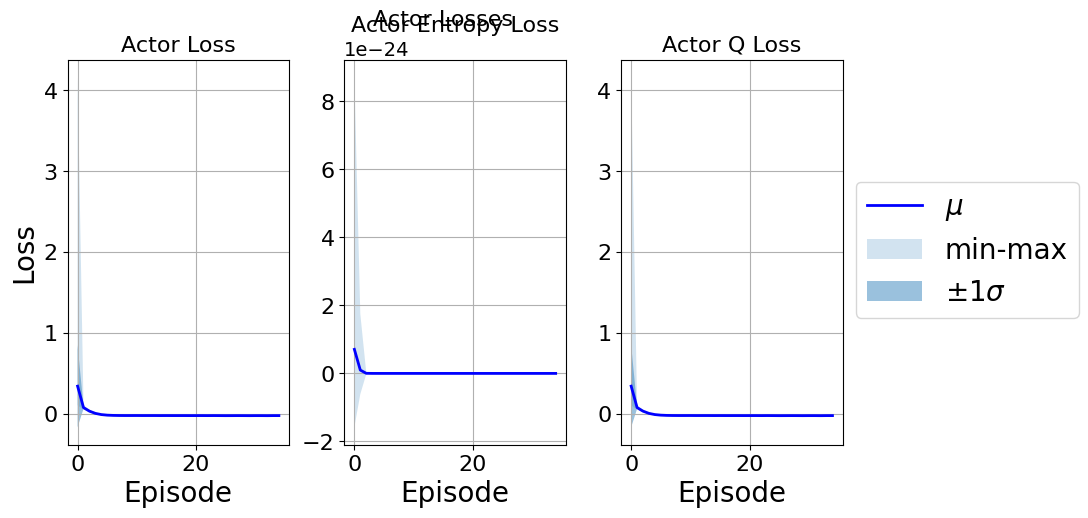 Actor Losses
Actor Loss
Actor Entropy Loss
Actor Q Loss
1e−24
4
3
2
1
0
Loss
0 20
Episode
8
6
4
2
0
−2
0 20
Episode
4
3
2
1
0
0 20
Episode
μ
min-max
±1σ